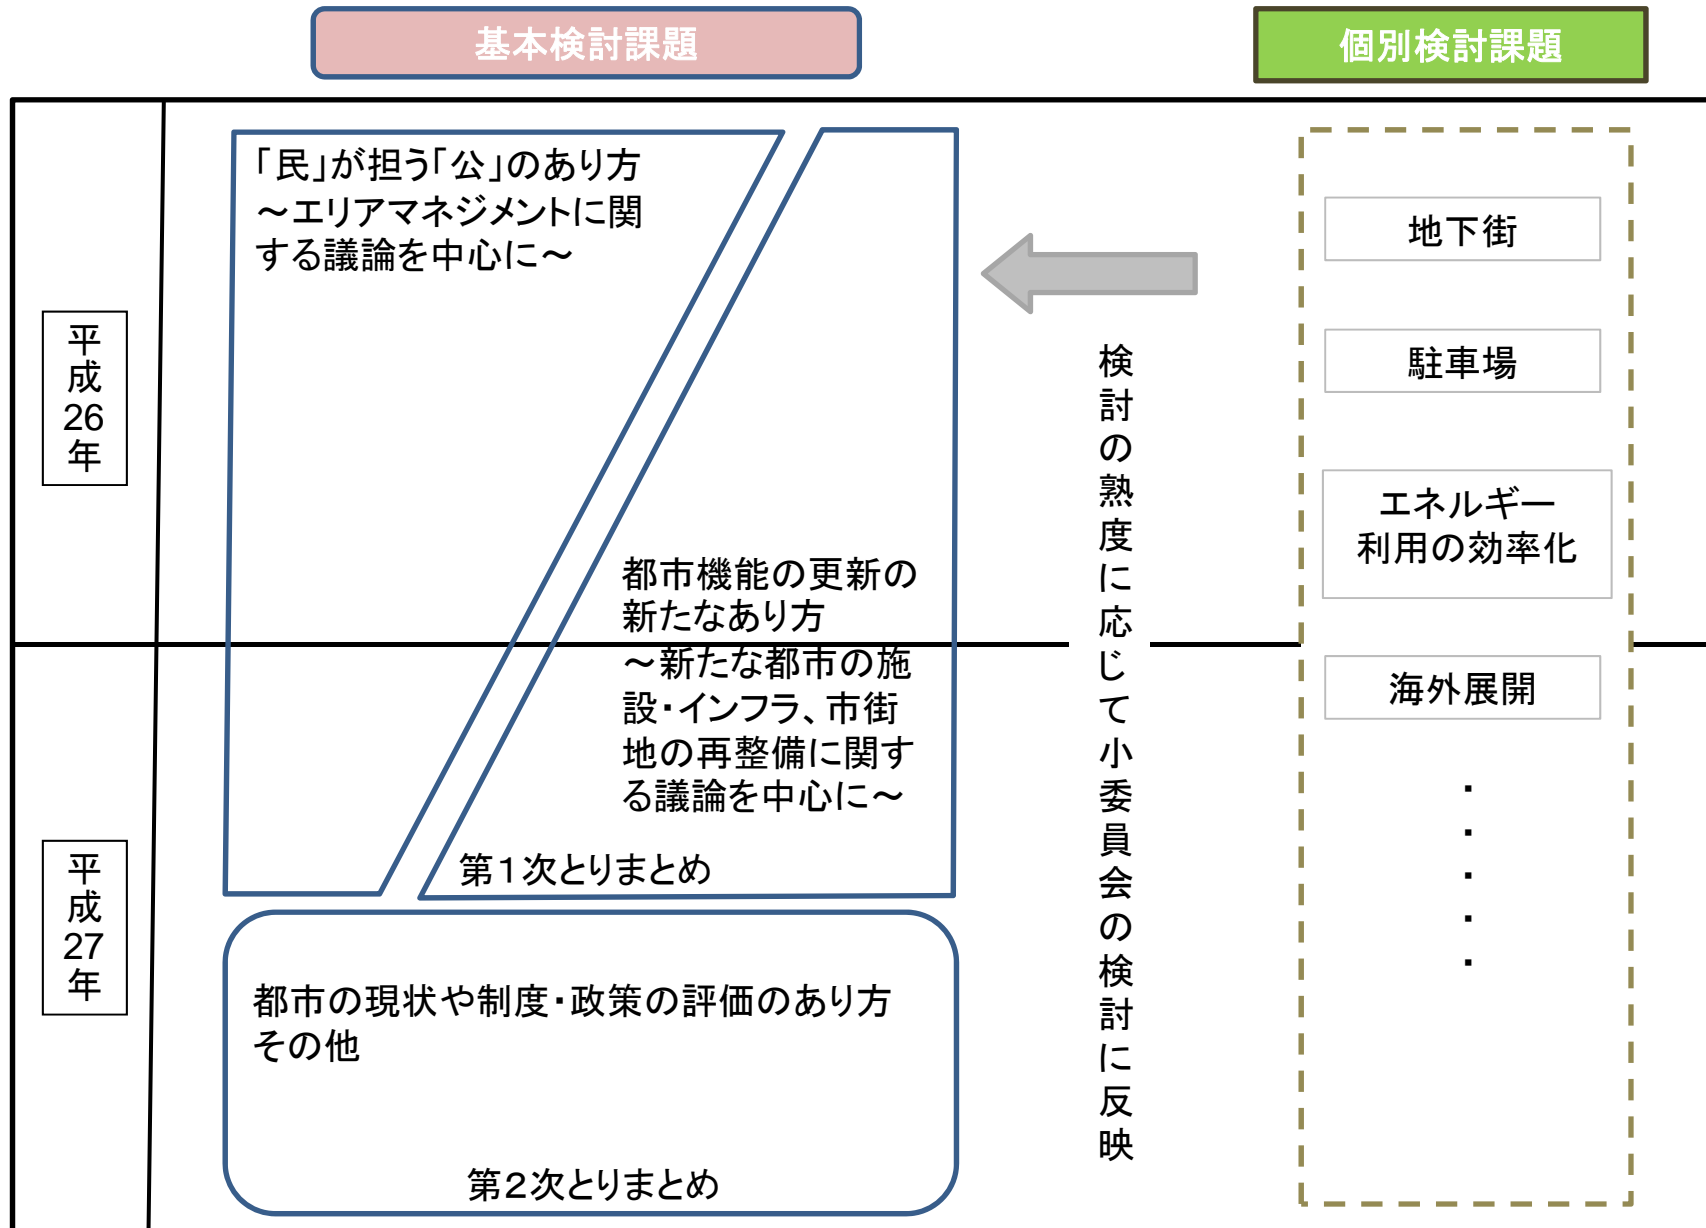 基本検討課題
個別検討課題
平成26年
「民」が担う「公」のあり方
～エリアマネジメントに関
する議論を中心に～
都市機能の更新の
新たなあり方
～新たな都市の施
設・インフラ、市街
地の再整備に関す
る議論を中心に～
第１次とりまとめ
平成27年
都市の現状や制度・政策の評価のあり方
その他
第２次とりまとめ
検討の熟度に応じて小委員会の検討に反映
地下街
駐車場
エネルギー
利用の効率化
海外展開
・
・
・
・
・